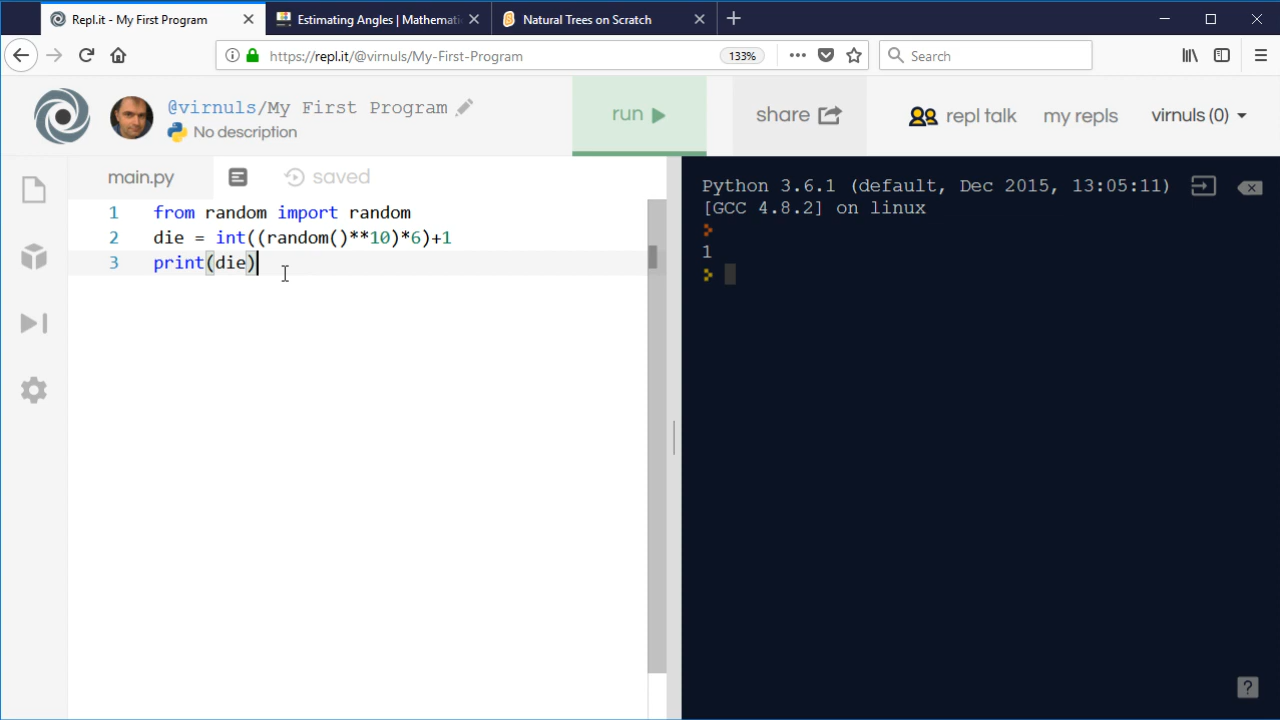 Repl.it - My First Program
Estimating Angles | Mathemati
Natural Trees on Scratch
https://repl.it/@virnuls/My-First-Program
133%
Search
@virnuls/My First Program
No description
run
share
repl talk
my repls
virnuls (0)
main.py
saved
1 from random import random
2 die = int((random()**10)*6)+1
3 print(die)
Python 3.6.1 (default, Dec 2015, 13:05:11)
[GCC 4.8.2] on linux
1
?